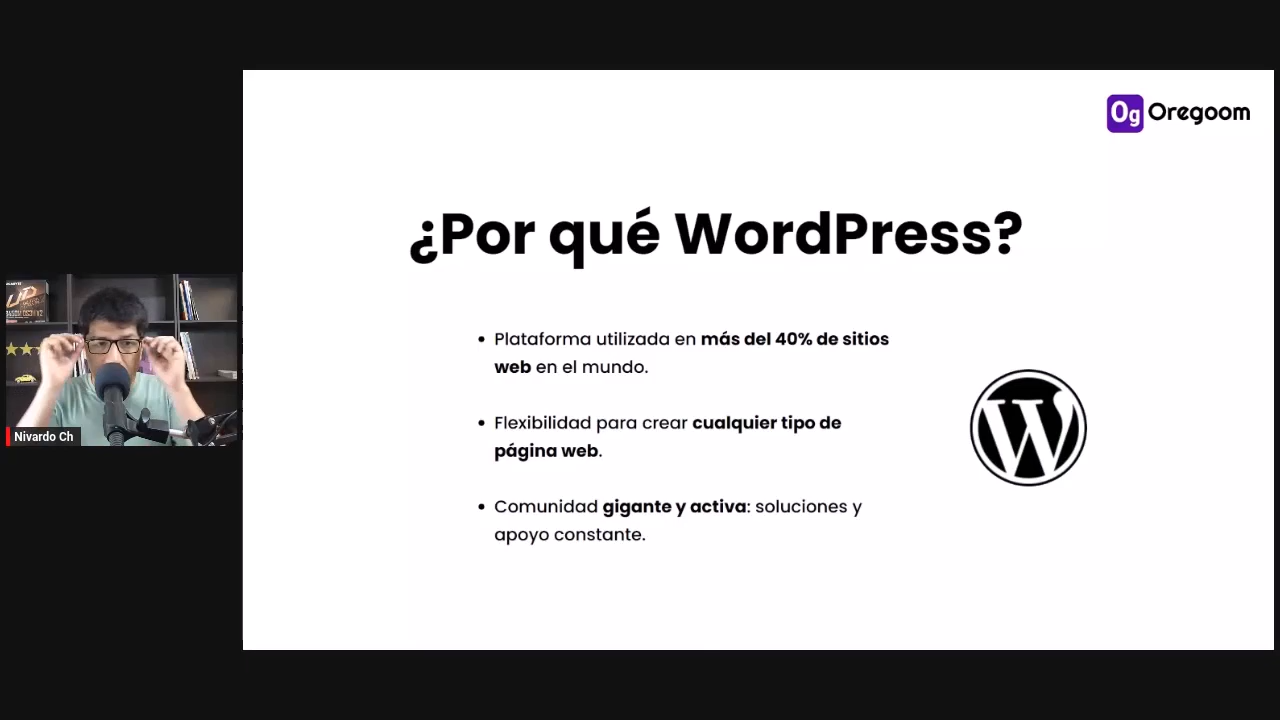 Og Oregoom
¿Por qué WordPress?
• Plataforma utilizada en más del 40% de sitios
web en el mundo.
• Flexibilidad para crear cualquier tipo de
página web.
• Comunidad gigante y activa: soluciones y
apoyo constante.
W
UD
Nivardo Ch